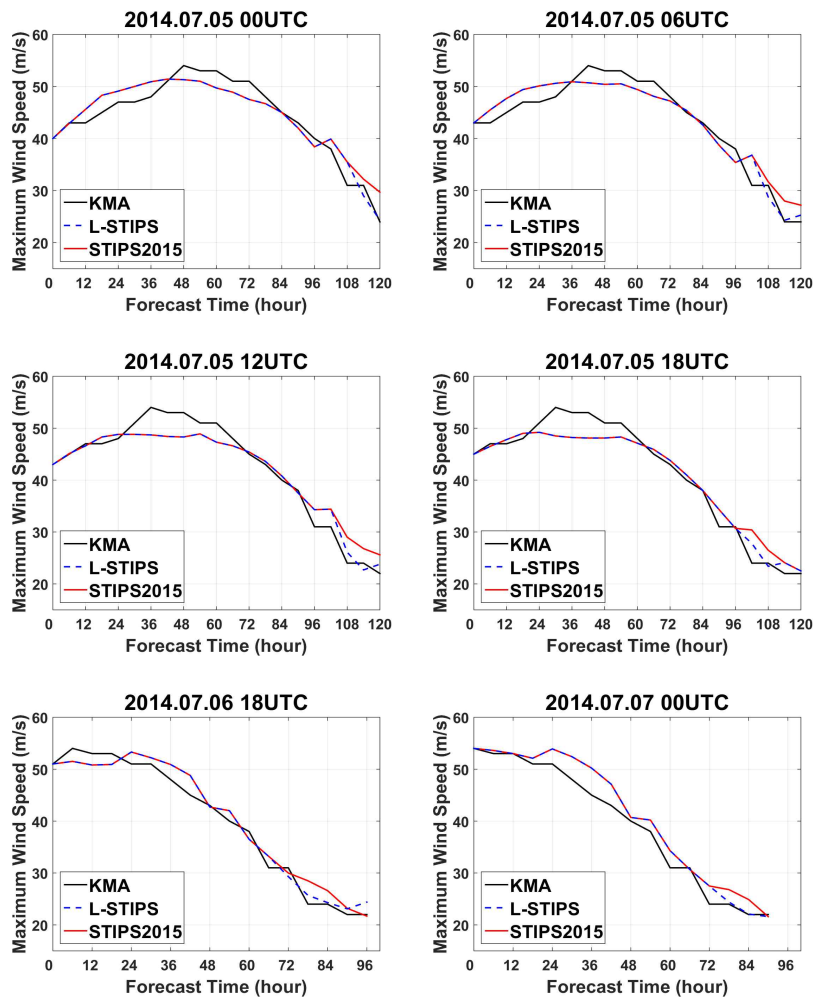 2014.07.05 00UTC
Maximum Wind Speed (m/s)
60
50
40
30
20
KMA
L-STIPS
STIPS2015
0 12 24 36 48 60 72 84 96 108 120
Forecast Time (hour)
2014.07.05 06UTC
Maximum Wind Speed (m/s)
60
50
40
30
20
KMA
L-STIPS
STIPS2015
0 12 24 36 48 60 72 84 96 108 120
Forecast Time (hour)
2014.07.05 12UTC
Maximum Wind Speed (m/s)
60
50
40
30
20
KMA
L-STIPS
STIPS2015
0 12 24 36 48 60 72 84 96 108 120
Forecast Time (hour)
2014.07.05 18UTC
Maximum Wind Speed (m/s)
60
50
40
30
20
KMA
L-STIPS
STIPS2015
0 12 24 36 48 60 72 84 96 108 120
Forecast Time (hour)
2014.07.06 18UTC
Maximum Wind Speed (m/s)
60
50
40
30
20
KMA
L-STIPS
STIPS2015
0 12 24 36 48 60 72 84 96
Forecast Time (hour)
2014.07.07 00UTC
Maximum Wind Speed (m/s)
60
50
40
30
20
KMA
L-STIPS
STIPS2015
0 12 24 36 48 60 72 84 96
Forecast Time (hour)